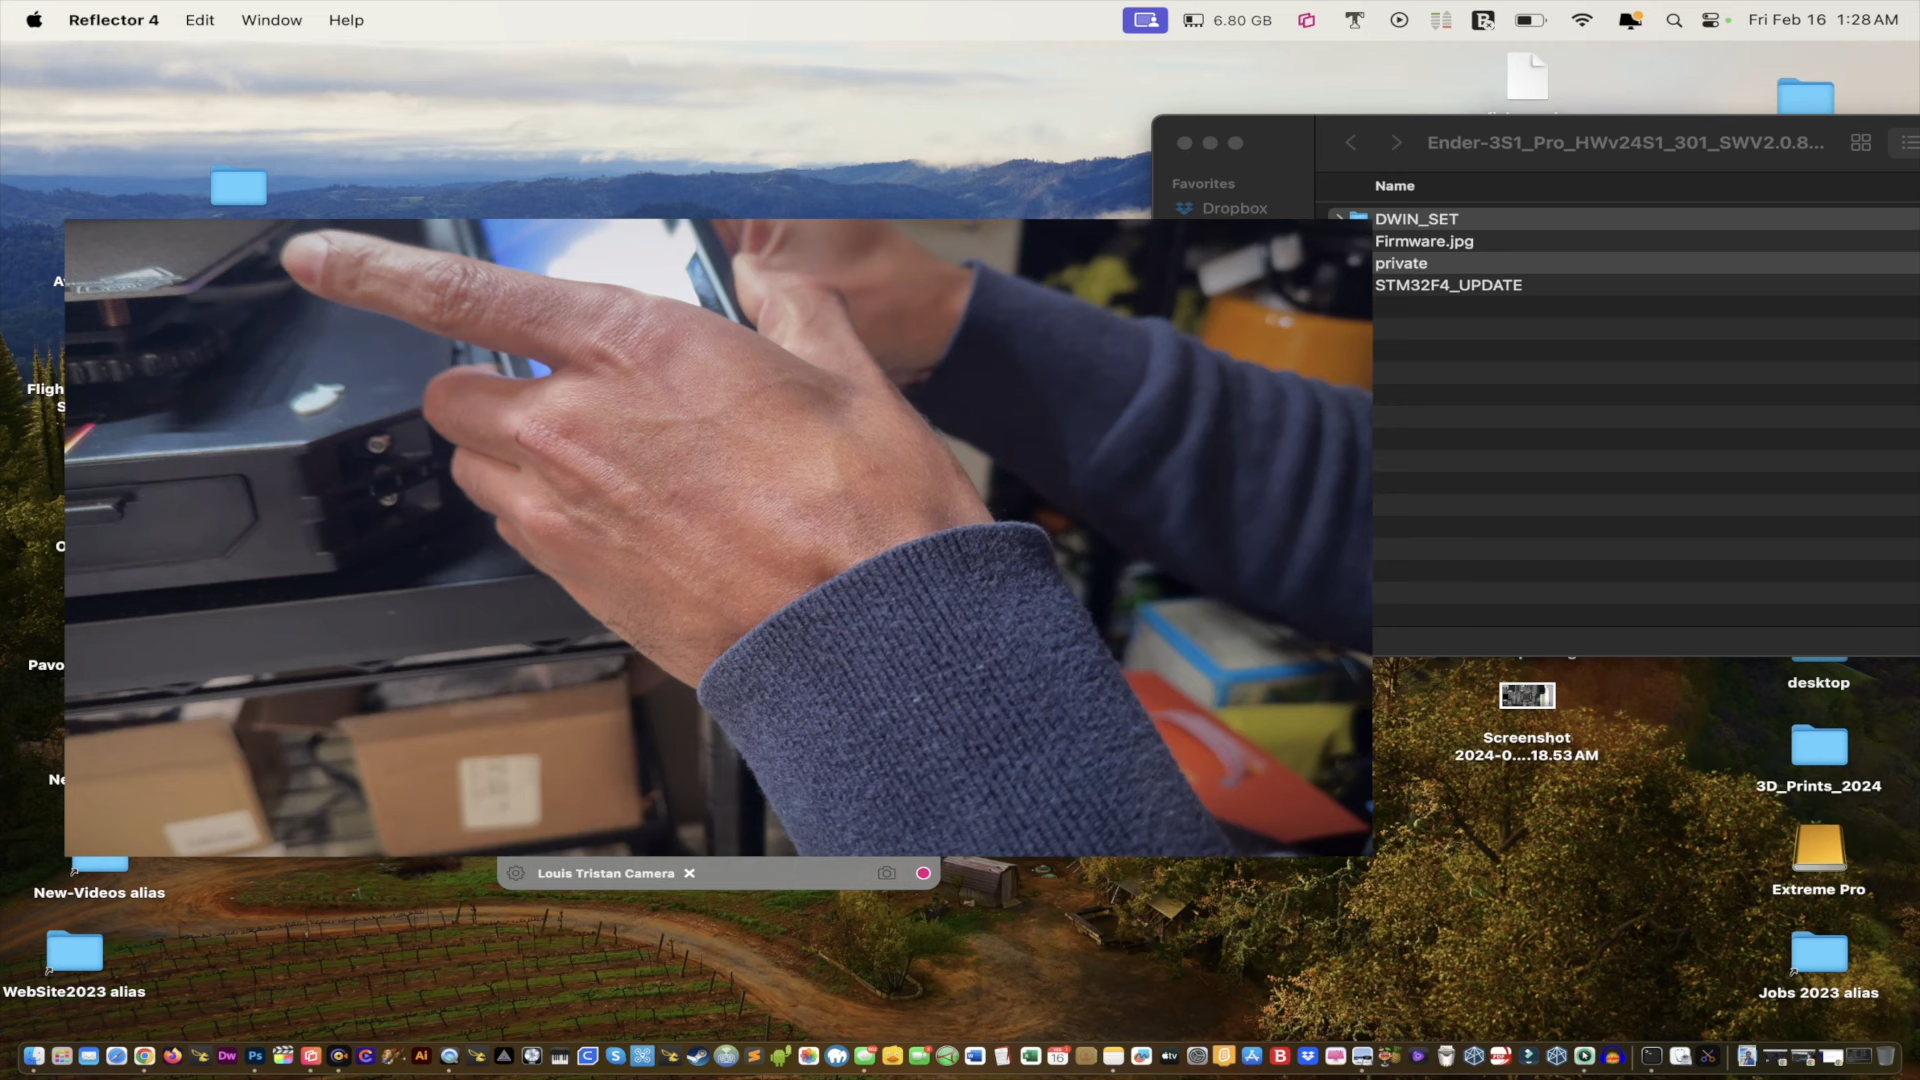 Reflector 4 Edit Window Help
6.80 GB
Fri Feb 16 1:28 AM
Ender-3S1_Pro_HWv24S1_301_SWV2.0.8...
Favorites
Dropbox
Name
DWIN_SET
Firmware.jpg
private
STM32F4_UPDATE
Fligh
Pavo
Ne
desktop
Screenshot
2024-0....18.53 AM
3D_Prints_2024
Louis Tristan Camera
New-Videos alias
Extreme Pro
WebSite2023 alias
Jobs 2023 alias